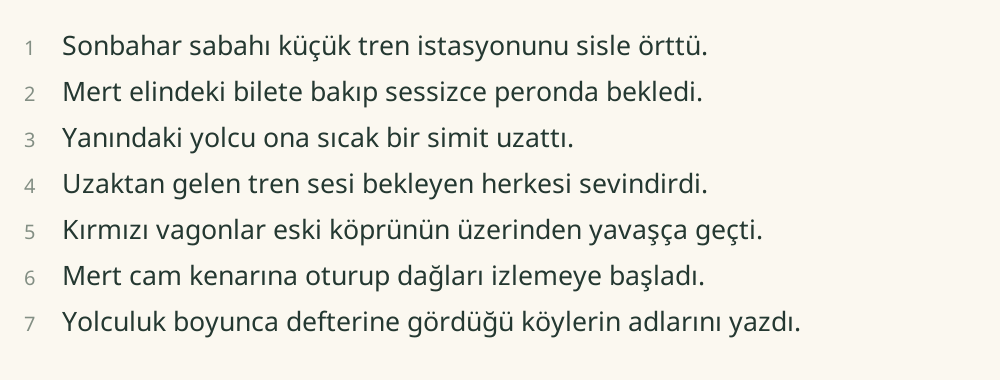 1 Sonbahar sabahı küçük tren istasyonunu sisle örttü.
2 Mert elindeki bilete bakıp sessizce peronda bekledi.
3 Yanındaki yolcu ona sıcak bir simit uzattı.
4 Uzaktan gelen tren sesi bekleyen herkesi sevindirdi.
5 Kırmızı vagonlar eski köprünün üzerinden yavaşça geçti.
6 Mert cam kenarına oturup dağları izlemeye başladı.
7 Yolculuk boyunca defterine gördüğü köylerin adlarını yazdı.